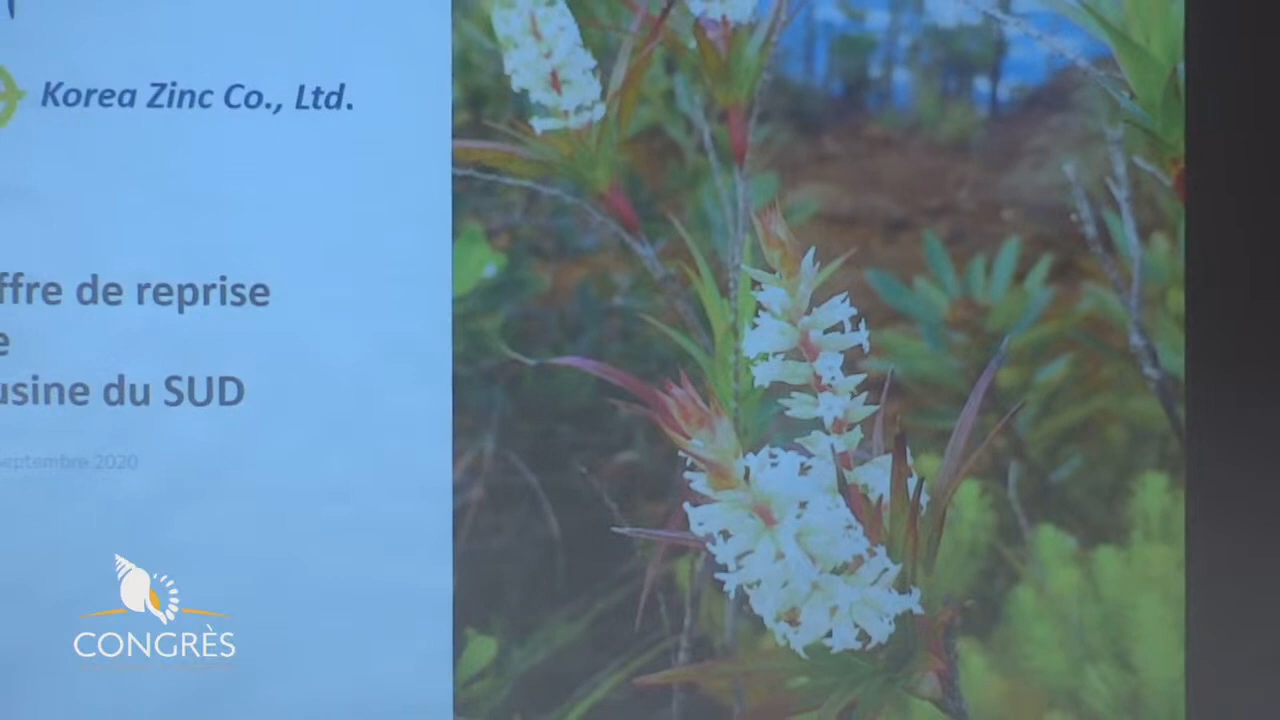 Korea Zinc Co., Ltd.
ffre de reprise
e
usine du SUD
eptembre 2020
CONGRÈS